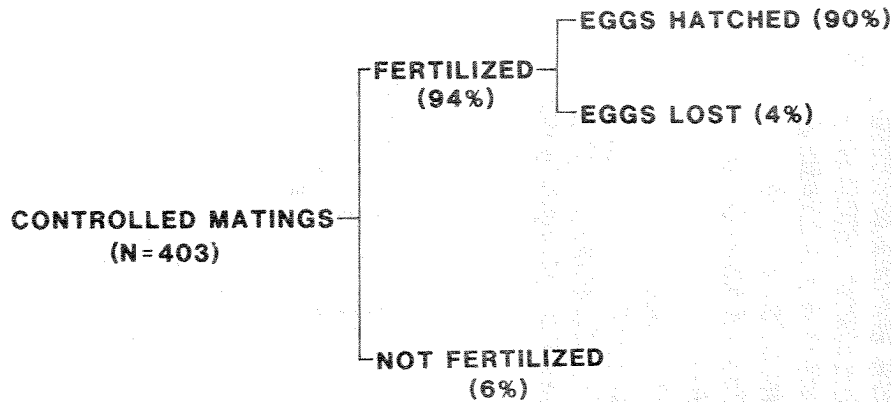 EGGS HATCHED (90%)
FERTILIZED
(94%)
EGGS LOST (4%)
CONTROLLED MATINGS
(N=403)
NOT FERTILIZED
(6%)